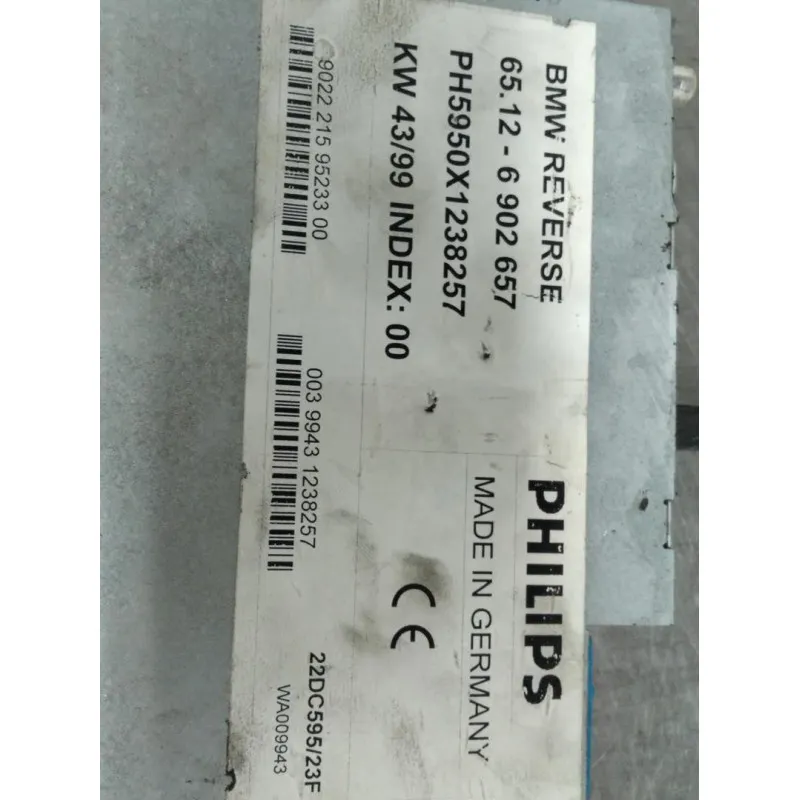 BMW REVERSE
65.12 - 6 902 657
PH5950X1238257
KW 43/99 INDEX: 00
9022 215 95233 00
PHILIPS
MADE IN GERMANY
CE
003 9943 1238257
22DC595/23F
WA009943